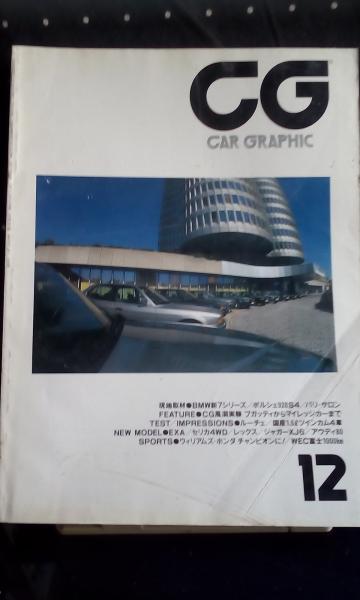 CG
CAR GRAPHIC
現地取材●BMW新7シリーズ/ポルシェ928S4/パリ・サロン
FEATURE●CG風洞実験 ブガッティからマイレッジカーまで
TEST/IMPRESSIONS●ルーチェ/国産1.6ℓツインカム4車
NEW MODEL●EXA/セリカ4WD/レックス/ジャガーXJ6/アウディ80
SPORTS●ウィリアムズ・ホンダ チャンピオンに!/WEC富士1000km
12